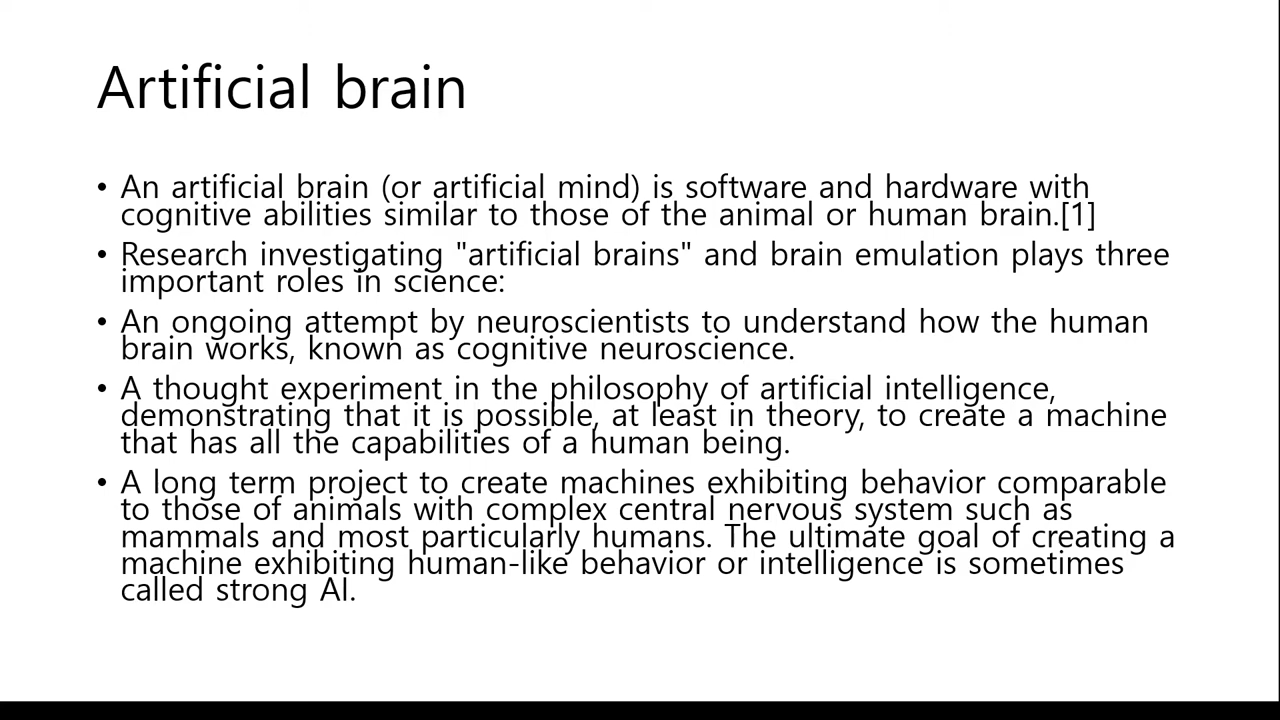 Artificial brain
• An artificial brain (or artificial mind) is software and hardware with
cognitive abilities similar to those of the animal or human brain.[1]
• Research investigating "artificial brains" and brain emulation plays three
important roles in science:
• An ongoing attempt by neuroscientists to understand how the human
brain works, known as cognitive neuroscience.
• A thought experiment in the philosophy of artificial intelligence,
demonstrating that it is possible, at least in theory, to create a machine
that has all the capabilities of a human being.
• A long term project to create machines exhibiting behavior comparable
to those of animals with complex central nervous system such as
mammals and most particularly humans. The ultimate goal of creating a
machine exhibiting human-like behavior or intelligence is sometimes
called strong AI.